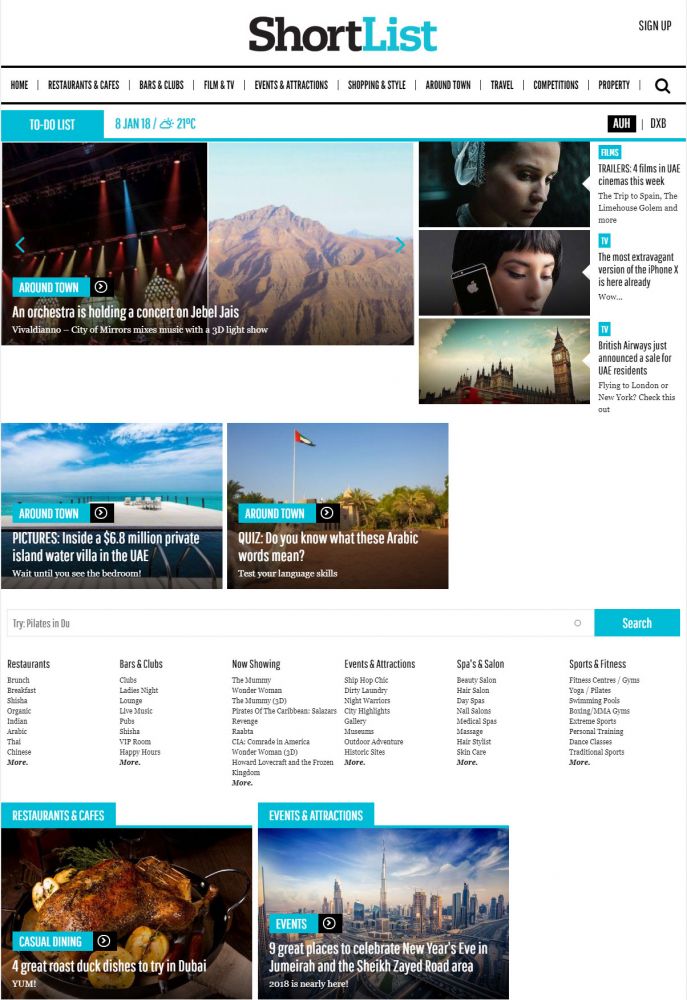 ShortList
SIGN UP
HOME | RESTAURANTS & CAFES | BARS & CLUBS | FILM & TV | EVENTS & ATTRACTIONS | SHOPPING & STYLE | AROUND TOWN | TRAVEL | COMPETITIONS | PROPERTY |
TO-DO LIST
8 JAN 18 / 21ºC
AUH | DXB
AROUND TOWN
An orchestra is holding a concert on Jebel Jais
Vivaldianno – City of Mirrors mixes music with a 3D light show
FILMS
TRAILERS: 4 films in UAE
cinemas this week
The Trip to Spain, The
Limehouse Golem and
more
TV
The most extravagant
version of the iPhone X
is here already
Wow...
TV
British Airways just
announced a sale for
UAE residents
Flying to London or
New York? Check this
out
AROUND TOWN
PICTURES: Inside a $6.8 million private
island water villa in the UAE
Wait until you see the bedroom!
AROUND TOWN
QUIZ: Do you know what these Arabic
words mean?
Test your language skills
Try: Pilates in Du
Search
Restaurants
Brunch
Breakfast
Shisha
Organic
Indian
Arabic
Thai
Chinese
More.
Bars & Clubs
Clubs
Ladies Night
Lounge
Live Music
Pubs
Shisha
VIP Room
Happy Hours
More.
Now Showing
The Mummy
Wonder Woman
The Mummy (3D)
Pirates Of The Caribbean: Salazars
Revenge
Raabta
CIA: Comrade in America
Wonder Woman (3D)
Howard Lovecraft and the Frozen
Kingdom
More.
Events & Attractions
Ship Hop Chic
Dirty Laundry
Night Warriors
City Highlights
Gallery
Museums
Outdoor Adventure
Historic Sites
More.
Spa's & Salon
Beauty Salon
Hair Salon
Day Spas
Nail Salons
Medical Spas
Massage
Hair Stylist
Skin Care
More.
Sports & Fitness
Fitness Centres / Gyms
Yoga / Pilates
Swimming Pools
Boxing/MMA Gyms
Extreme Sports
Personal Training
Dance Classes
Traditional Sports
More.
RESTAURANTS & CAFES
CASUAL DINING
4 great roast duck dishes to try in Dubai
YUM!
EVENTS & ATTRACTIONS
EVENTS
9 great places to celebrate New Year's Eve in
Jumeirah and the Sheikh Zayed Road area
2018 is nearly here!